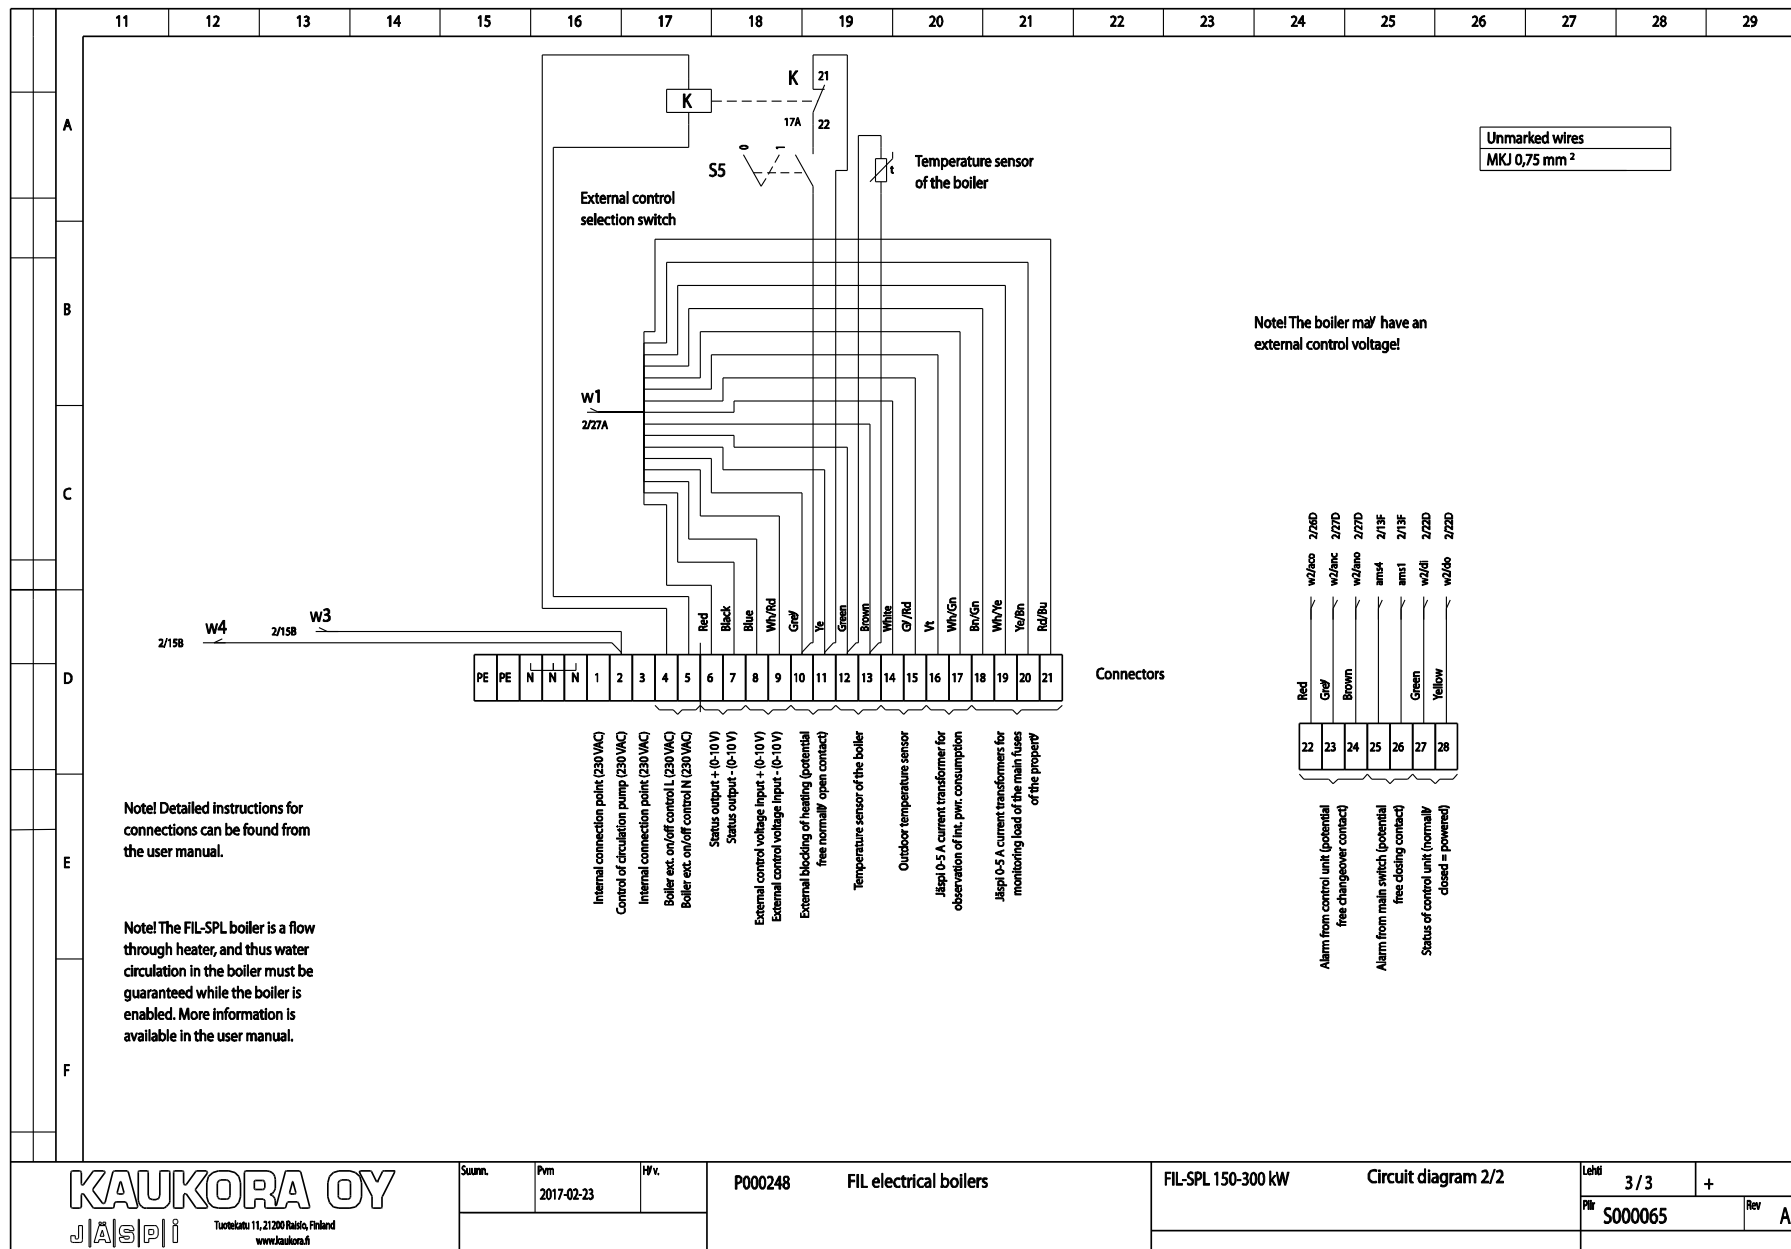 11 12 13 14 15 16 17 18 19 20 21 22 23 24 25 26 27 28 29
A
B
C
D
E
F
K
K
21
17A
22
0
1
S5
t
Temperature sensor
of the boiler
External control
selection switch
Unmarked wires
MKJ 0,75 mm ²
Note! The boiler may have an
external control voltage!
w1
2/27A
w3
2/15B
w4
2/15B
Red
Black
Blue
Wh/Rd
Grey
Ye
Green
Brown
White
Gy/Rd
Vt
Wh/Gn
Bn/Gn
Wh/Ye
Ye/Bn
Rd/Bu
PE PE N N N 1 2 3 4 5 6 7 8 9 10 11 12 13 14 15 16 17 18 19 20 21
Connectors
Internal connection point (230 VAC)
Control of circulation pump (230 VAC)
Internal connection point (230 VAC)
Boiler ext. on/off control L (230 VAC)
Boiler ext. on/off control N (230 VAC)
Status output + (0-10 V)
Status output - (0-10 V)
External control voltage input + (0-10 V)
External control voltage input - (0-10 V)
External blocking of heating (potential
free normally open contact)
Temperature sensor of the boiler
Outdoor temperature sensor
Jäspi 0-5 A current transformer for
observation of int. pwr. consumption
Jäspi 0-5 A current transformers for
monitoring load of the main fuses
of the property
w2/aco 2/26D
w2/anc 2/27D
w2/ano 2/27D
ams4 2/13F
ams1 2/13F
w2/di 2/22D
w2/do 2/22D
Red
Grey
Brown
Green
Yellow
22 23 24 25 26 27 28
Alarm from control unit (potential
free changeover contact)
Alarm from main switch (potential
free closing contact)
Status of control unit (normally
closed = powered)
Note! Detailed instructions for
connections can be found from
the user manual.
Note! The FIL-SPL boiler is a flow
through heater, and thus water
circulation in the boiler must be
guaranteed while the boiler is
enabled. More information is
available in the user manual.
KAUKORA OY
JÄSPi
Tuotekatu 11, 21200 Raisio, Finland
www.kaukora.fi
Suunn.
Pvm
2017-02-23
Hyv.
P000248
FIL electrical boilers
FIL-SPL 150-300 kW
Circuit diagram 2/2
Lehti
3 / 3
+
Piir
S000065
Rev
A